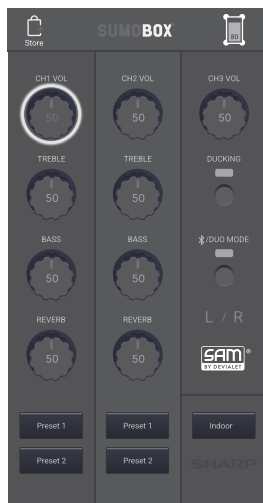 Store
SUMOBOX
80
CH1 VOL
CH2 VOL
CH3 VOL
50
50
50
TREBLE
TREBLE
DUCKING
50
50
BASS
BASS
/DUO MODE
50
50
REVERB
REVERB
L / R
50
50
SAM®
BY DEVIALET
Preset 1
Preset 1
Indoor
Preset 2
Preset 2
SHARP